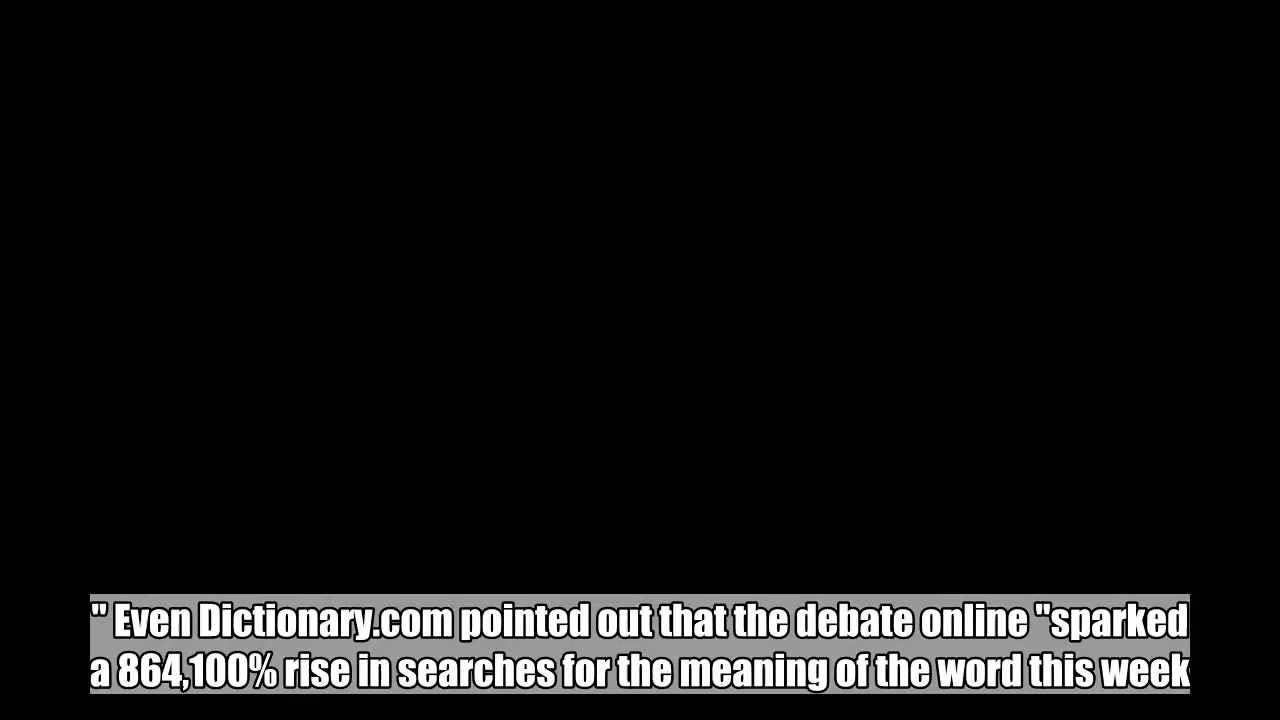 " Even Dictionary.com pointed out that the debate online "sparked
a 864,100% rise in searches for the meaning of the word this week